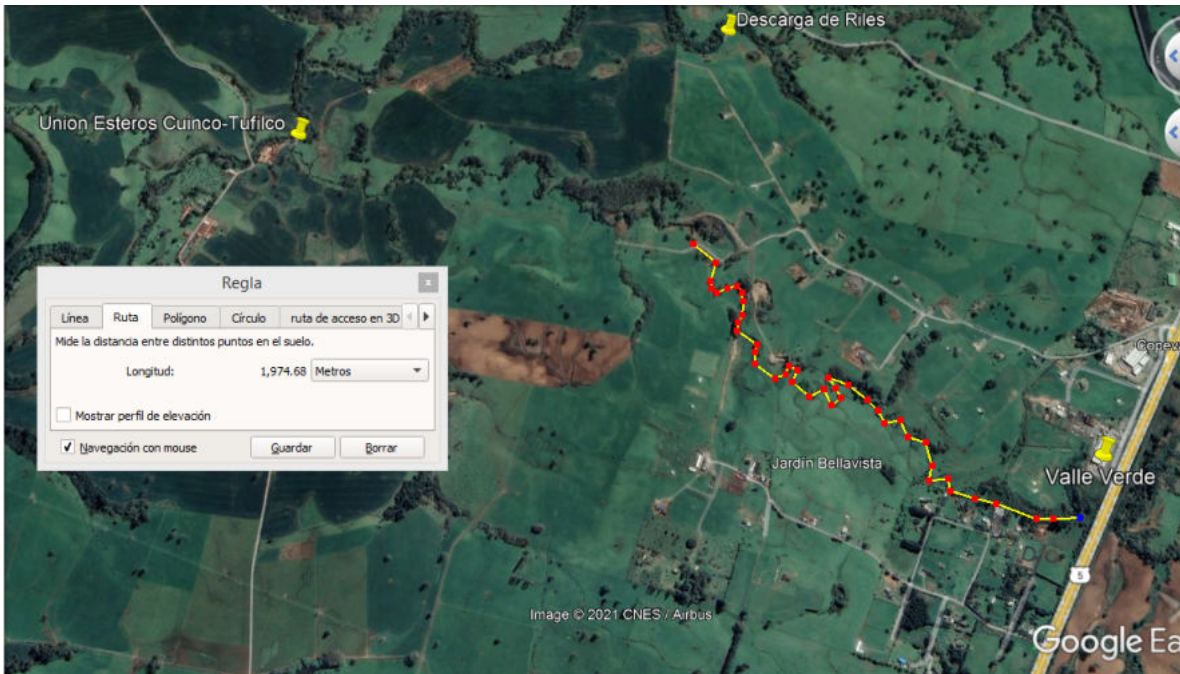 Descarga de Riles
Union Esteros Cuinco-Tufilco
Regla
x
Línea Ruta Polígono Círculo ruta de acceso en 3D
Mide la distancia entre distintos puntos en el suelo.
Longitud: 1,974.68 Metros
Mostrar perfil de elevación
Navegación con mouse Guardar Borrar
Copeva
Jardín Bellavista
Valle Verde
5
Image © 2021 CNES / Airbus
Google Ea